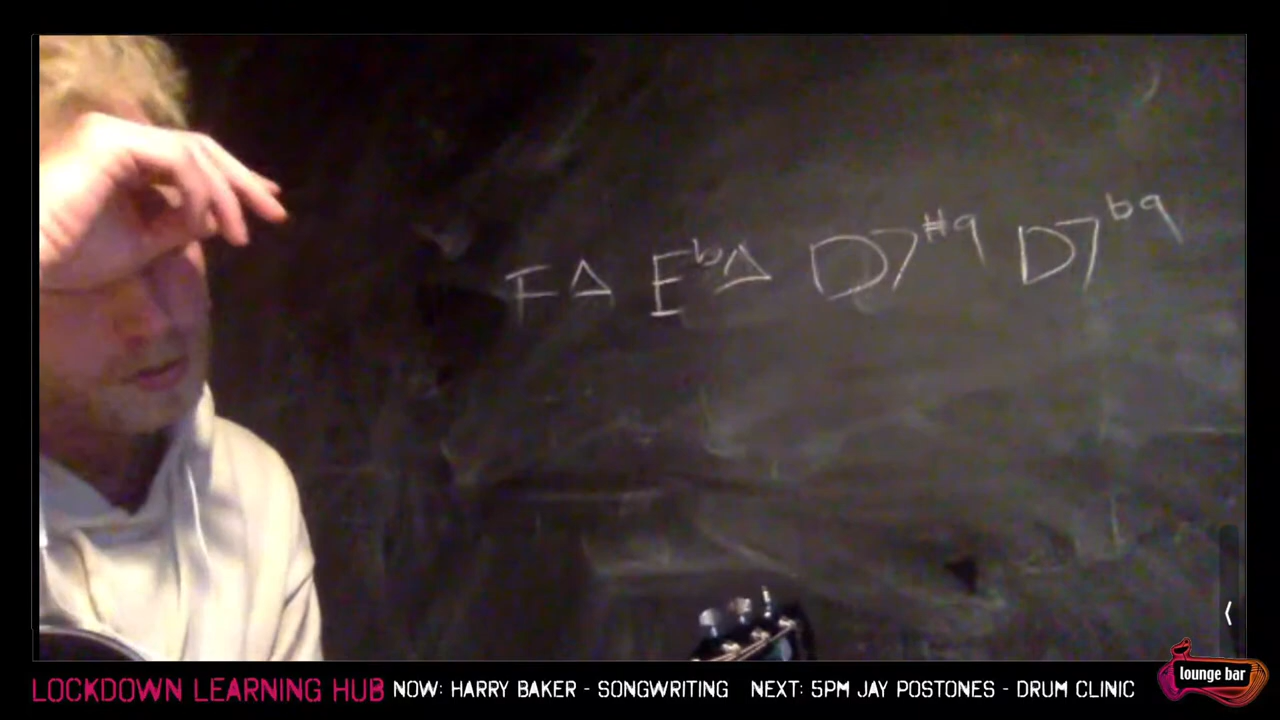 F△ E♭△ D7#9 D7♭9
LOCKDOWN LEARNING HUB NOW: HARRY BAKER - SONGWRITING NEXT: 5PM JAY POSTONES - DRUM CLINIC
lounge bar